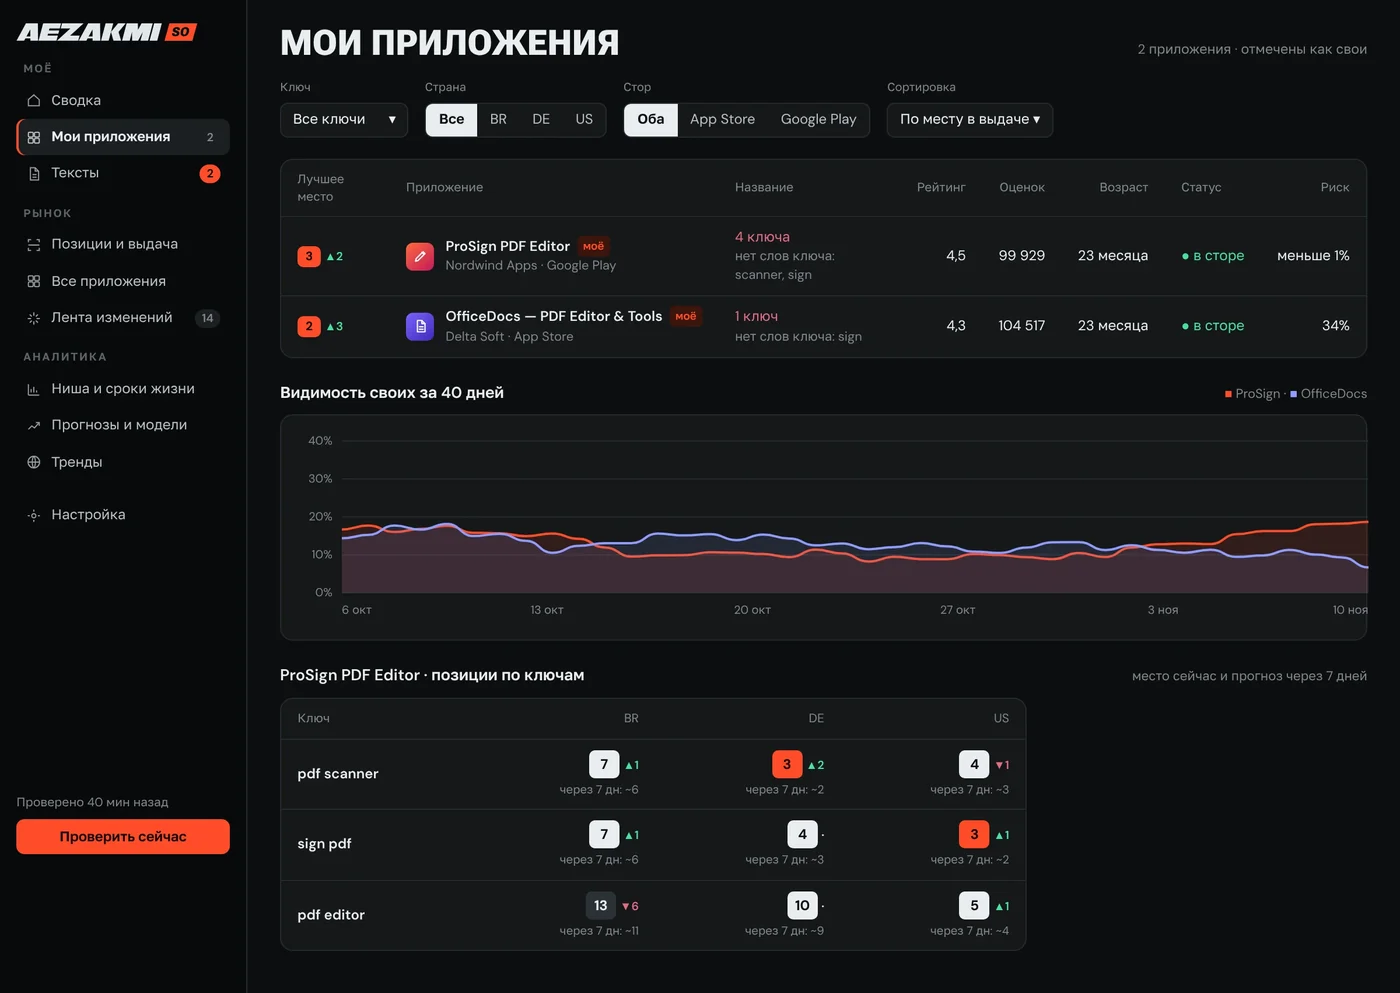 AEZAKMI SO
МОЁ
Сводка
Мои приложения 2
Тексты 2
РЫНОК
Позиции и выдача
Все приложения
Лента изменений 14
АНАЛИТИКА
Ниша и сроки жизни
Прогнозы и модели
Тренды
Настройка
Проверено 40 мин назад
Проверить сейчас
МОИ ПРИЛОЖЕНИЯ
2 приложения · отмечены как свои
Ключ Страна Стор Сортировка
Все ключи ▾ Все BR DE US Оба App Store Google Play По месту в выдаче ▾
Лучшее
место
Приложение Название Рейтинг Оценок Возраст Статус Риск
3 ▲2
ProSign PDF Editor моё
Nordwind Apps · Google Play
4 ключа
нет слов ключа:
scanner, sign
4,5 99 929 23 месяца ● в сторе меньше 1%
2 ▲3
OfficeDocs — PDF Editor & Tools моё
Delta Soft · App Store
1 ключ
нет слов ключа: sign
4,3 104 517 23 месяца ● в сторе 34%
Видимость своих за 40 дней
■ ProSign · ■ OfficeDocs
40%
30%
20%
10%
0%
6 окт 13 окт 20 окт 27 окт 3 ноя 10 ноя
ProSign PDF Editor · позиции по ключам
место сейчас и прогноз через 7 дней
Ключ BR DE US
pdf scanner
7 ▲1 3 ▲2 4 ▼1
через 7 дн: ~6 через 7 дн: ~2 через 7 дн: ~3
sign pdf
7 ▲1 4 · 3 ▲1
через 7 дн: ~6 через 7 дн: ~3 через 7 дн: ~2
pdf editor
13 ▼6 10 · 5 ▲1
через 7 дн: ~11 через 7 дн: ~9 через 7 дн: ~4